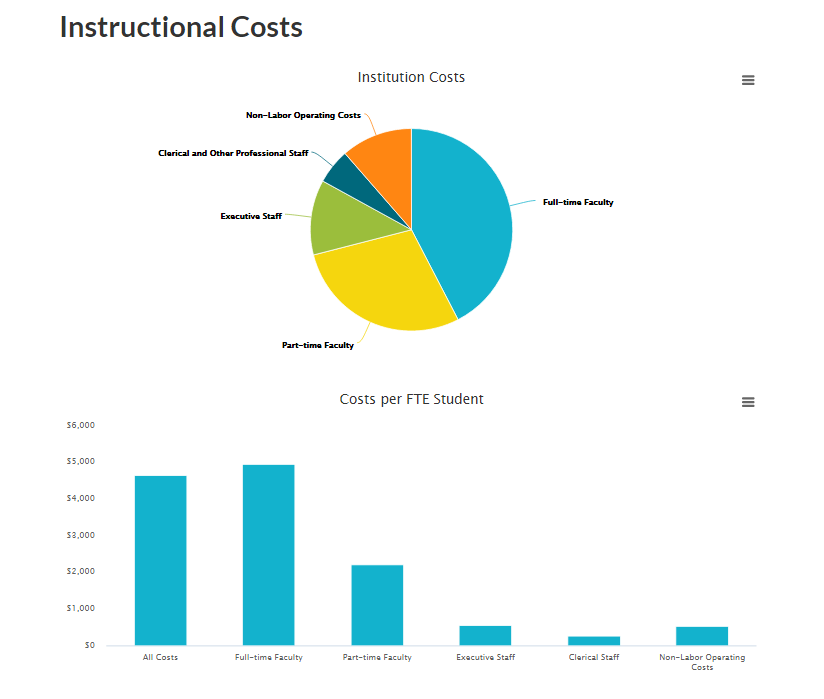 Instructional Costs
Institution Costs
Non-Labor Operating Costs
Clerical and Other Professional Staff
Full-time Faculty
Executive Staff
Part-time Faculty
Costs per FTE Student
$6,000
$5,000
$4,000
$3,000
$2,000
$1,000
$0
All Costs
Full-time Faculty
Part-time Faculty
Executive Staff
Clerical Staff
Non-Labor Operating
Costs